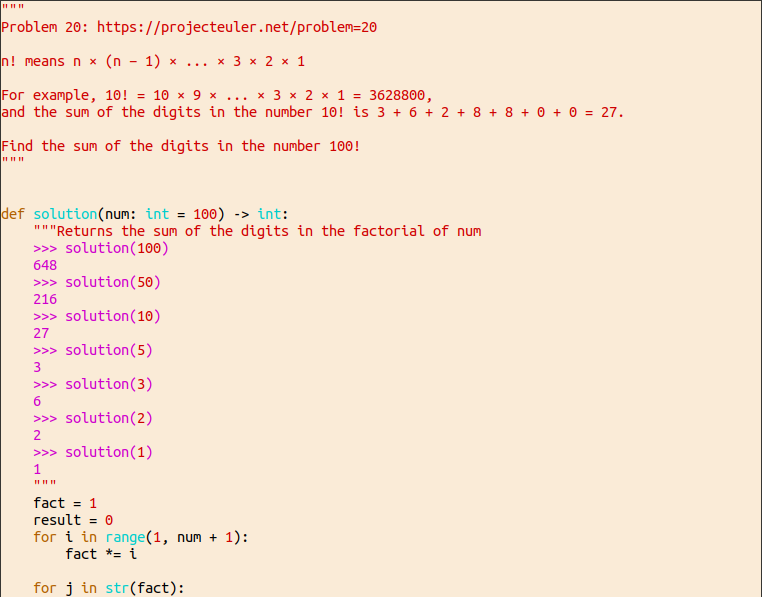 """
Problem 20: https://projecteuler.net/problem=20

n! means n × (n − 1) × ... × 3 × 2 × 1

For example, 10! = 10 × 9 × ... × 3 × 2 × 1 = 3628800,
and the sum of the digits in the number 10! is 3 + 6 + 2 + 8 + 8 + 0 + 0 = 27.

Find the sum of the digits in the number 100!
"""


def solution(num: int = 100) -> int:
    """Returns the sum of the digits in the factorial of num
    >>> solution(100)
    648
    >>> solution(50)
    216
    >>> solution(10)
    27
    >>> solution(5)
    3
    >>> solution(3)
    6
    >>> solution(2)
    2
    >>> solution(1)
    1
    """
    fact = 1
    result = 0
    for i in range(1, num + 1):
        fact *= i

    for j in str(fact):